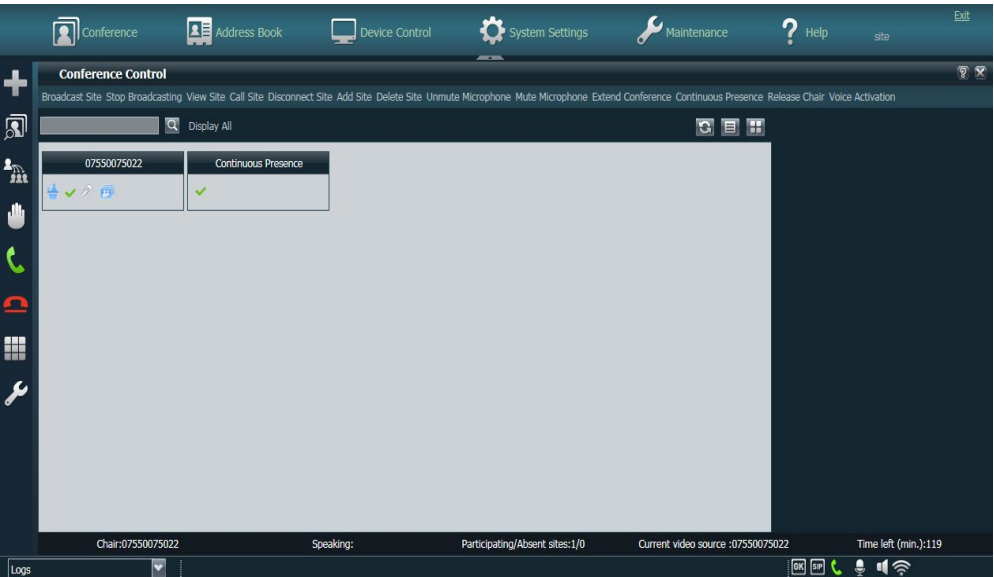 Exit
Conference Address Book Device Control System Settings Maintenance ? Help site
Conference Control
Broadcast Site Stop Broadcasting View Site Call Site Disconnect Site Add Site Delete Site Unmute Microphone Mute Microphone Extend Conference Continuous Presence Release Chair Voice Activation
Display All
07550075022 Continuous Presence
Chair:07550075022 Speaking: Participating/Absent sites:1/0 Current video source :07550075022 Time left (min.):119
Logs GK SIP